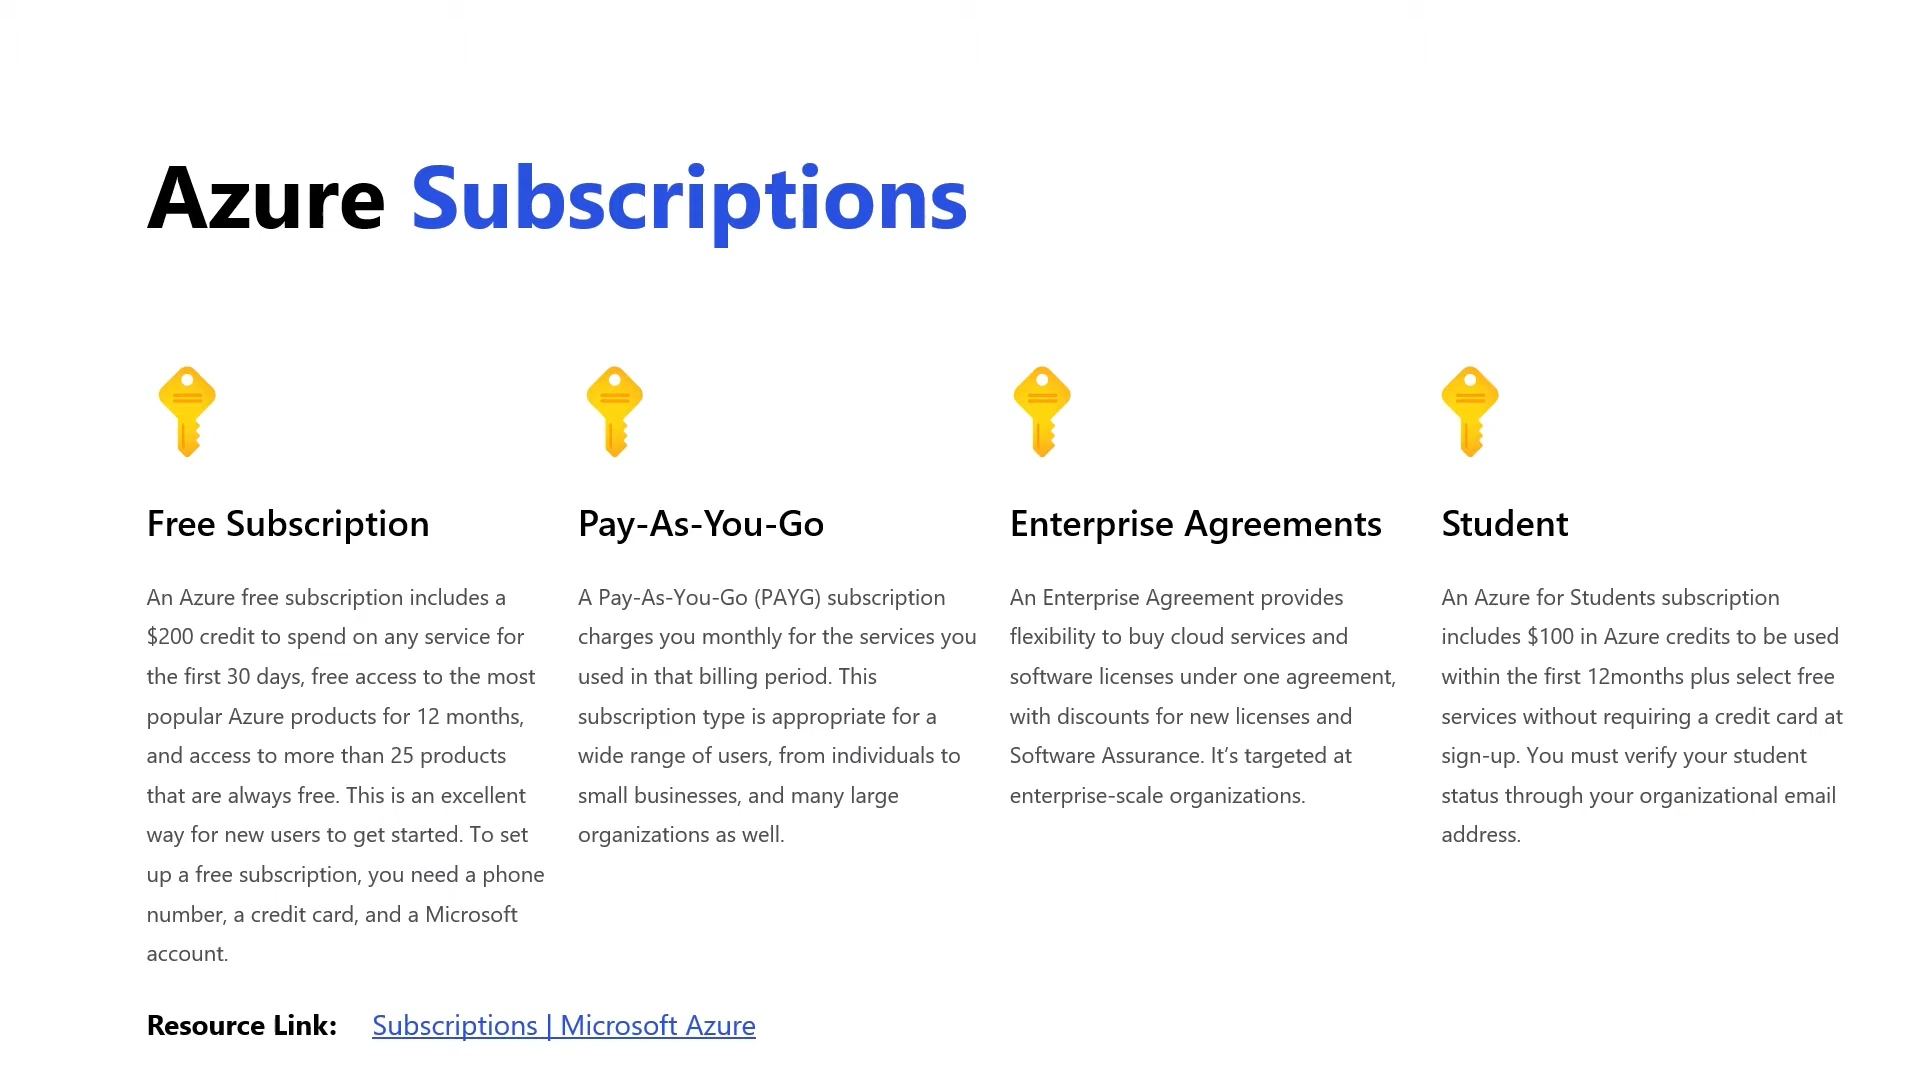 Azure Subscriptions
Free Subscription
An Azure free subscription includes a
$200 credit to spend on any service for
the first 30 days, free access to the most
popular Azure products for 12 months,
and access to more than 25 products
that are always free. This is an excellent
way for new users to get started. To set
up a free subscription, you need a phone
number, a credit card, and a Microsoft
account.
Pay-As-You-Go
A Pay-As-You-Go (PAYG) subscription
charges you monthly for the services you
used in that billing period. This
subscription type is appropriate for a
wide range of users, from individuals to
small businesses, and many large
organizations as well.
Enterprise Agreements
An Enterprise Agreement provides
flexibility to buy cloud services and
software licenses under one agreement,
with discounts for new licenses and
Software Assurance. It’s targeted at
enterprise-scale organizations.
Student
An Azure for Students subscription
includes $100 in Azure credits to be used
within the first 12months plus select free
services without requiring a credit card at
sign-up. You must verify your student
status through your organizational email
address.
Resource Link: Subscriptions | Microsoft Azure